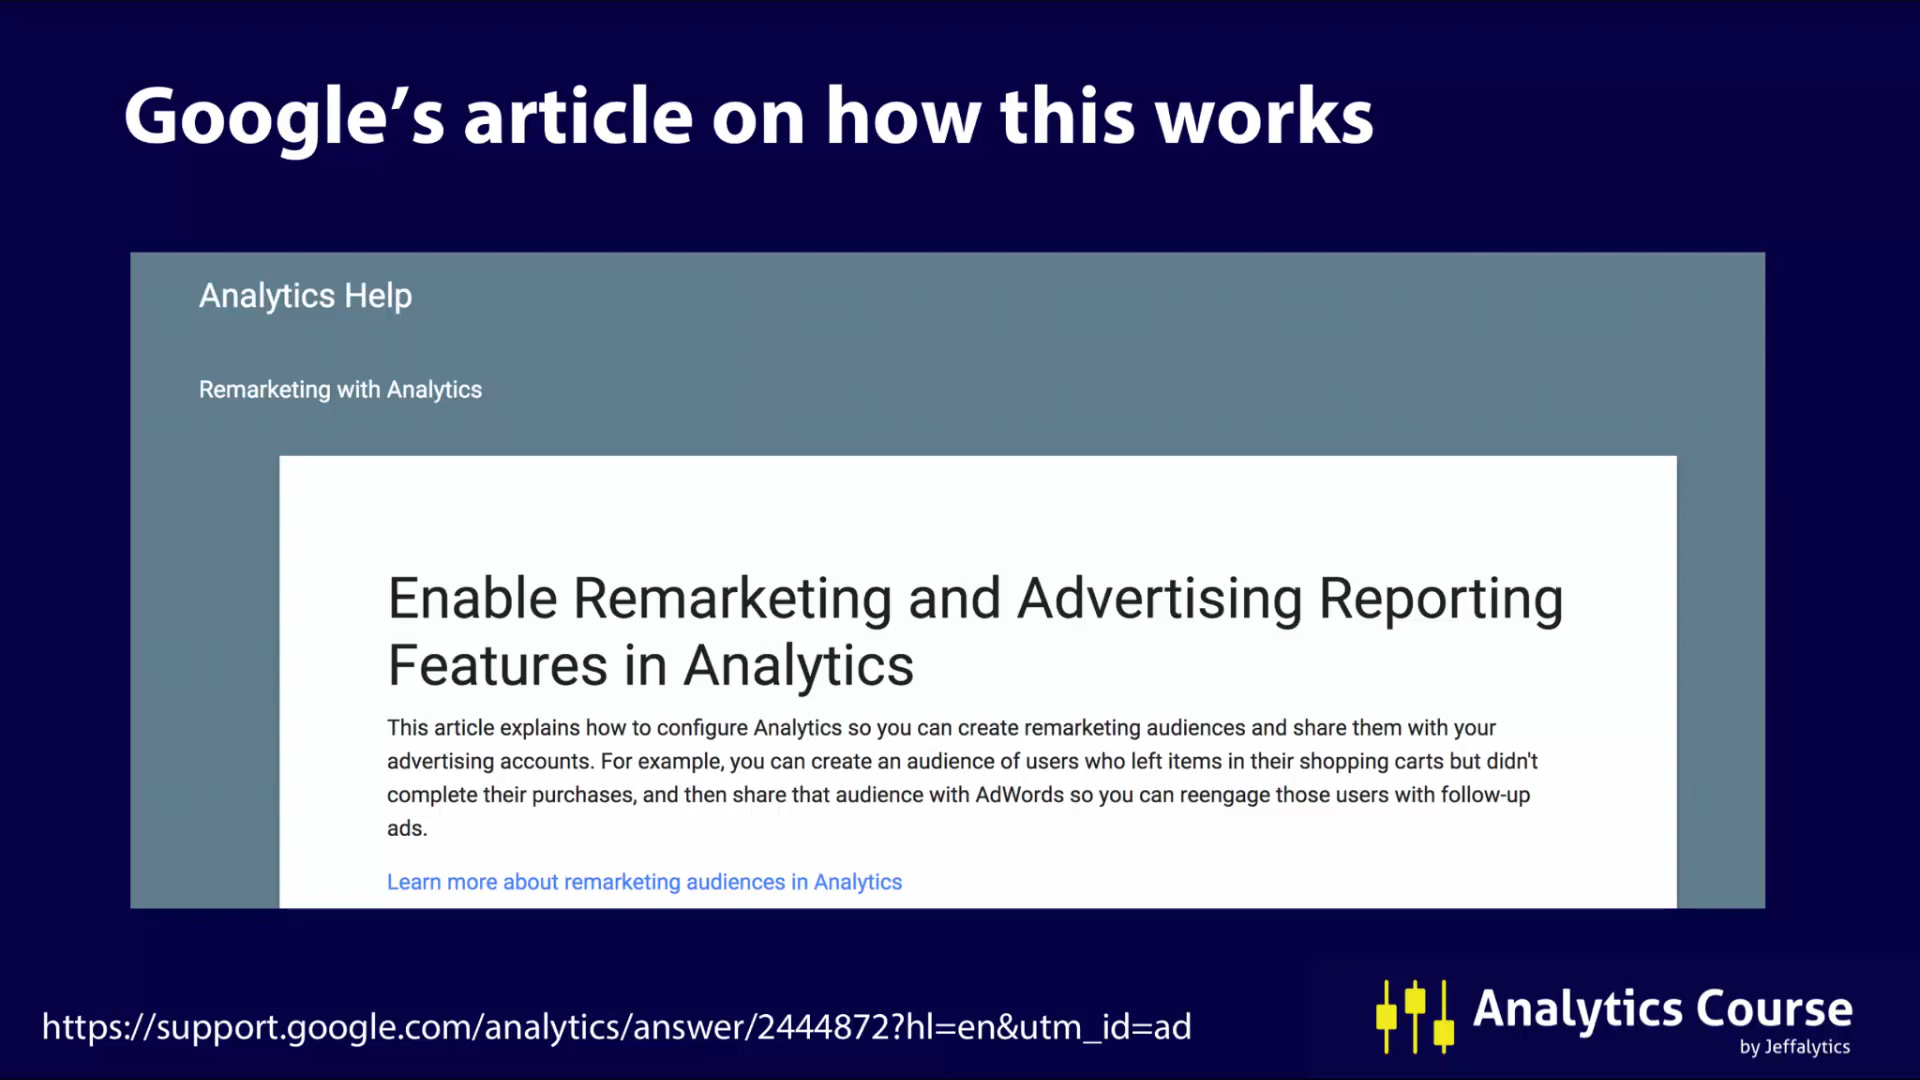 Google’s article on how this works
Analytics Help
Remarketing with Analytics
Enable Remarketing and Advertising Reporting
Features in Analytics
This article explains how to configure Analytics so you can create remarketing audiences and share them with your
advertising accounts. For example, you can create an audience of users who left items in their shopping carts but didn't
complete their purchases, and then share that audience with AdWords so you can reengage those users with follow-up
ads.
Learn more about remarketing audiences in Analytics
https://support.google.com/analytics/answer/2444872?hl=en&utm_id=ad
Analytics Course
by Jeffalytics